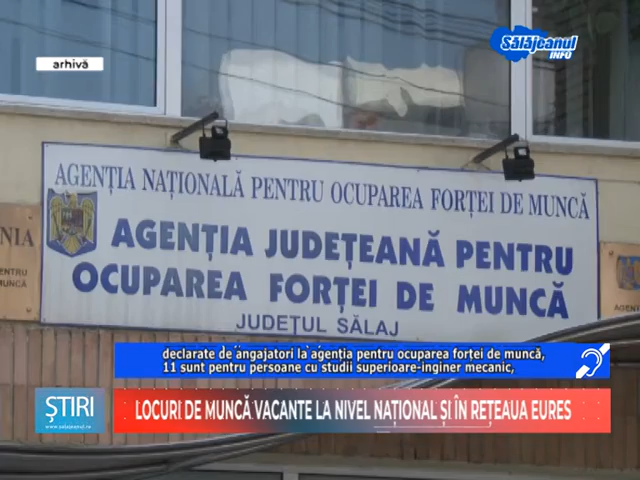 arhivă
Sălăjeanul
INFO
AGENȚIA NAȚIONALĂ PENTRU OCUPAREA FORȚEI DE MUNCĂ
AGENȚIA JUDEȚEANĂ PENTRU
OCUPAREA FORȚEI DE MUNCĂ
JUDEȚUL SĂLAJ
NIA
ENTRU
MUNCĂ
declarate de angajatori la agenția pentru ocuparea forței de muncă,
11 sunt pentru persoane cu studii superioare-inginer mecanic,
ȘTIRI
www.salajeanul.ro
LOCURI DE MUNCĂ VACANTE LA NIVEL NAȚIONAL ȘI ÎN REȚEAUA EURES